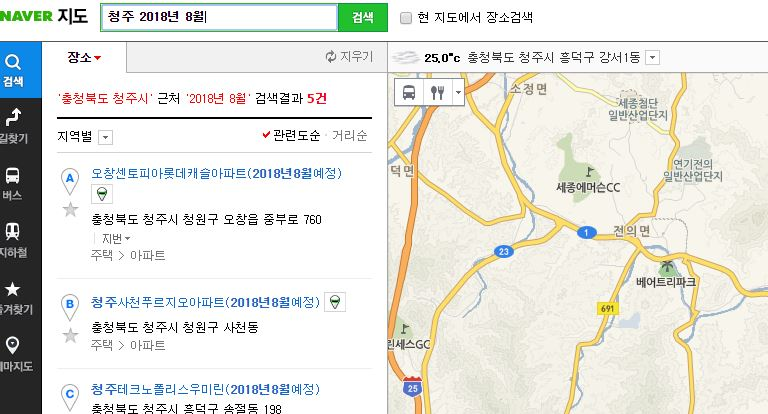 NAVER 지도
청주 2018년 8월
검색
현 지도에서 장소검색
검색
길찾기
버스
지하철
즐겨찾기
테마지도
장소
지우기
'충청북도 청주시' 근처 '2018년 8월' 검색결과 5건
지역별
관련도순 · 거리순
A
오창센토피아롯데캐슬아파트(2018년8월예정)
충청북도 청주시 청원구 오창읍 중부로 760
지번
주택 > 아파트
B
청주사천푸르지오아파트(2018년8월예정)
충청북도 청주시 청원구 사천동
주택 > 아파트
C
청주테크노폴리스우미린(2018년8월예정)
충청북도 청주시 흥덕구 송절동 198
25.0°c 충청북도 청주시 흥덕구 강서1동
소정면
세종첨단
일반산업단지
덕면
연기전의
일반산업단지
세종에머슨CC
1
전의면
23
베어트리파크
691
린세스GC
25